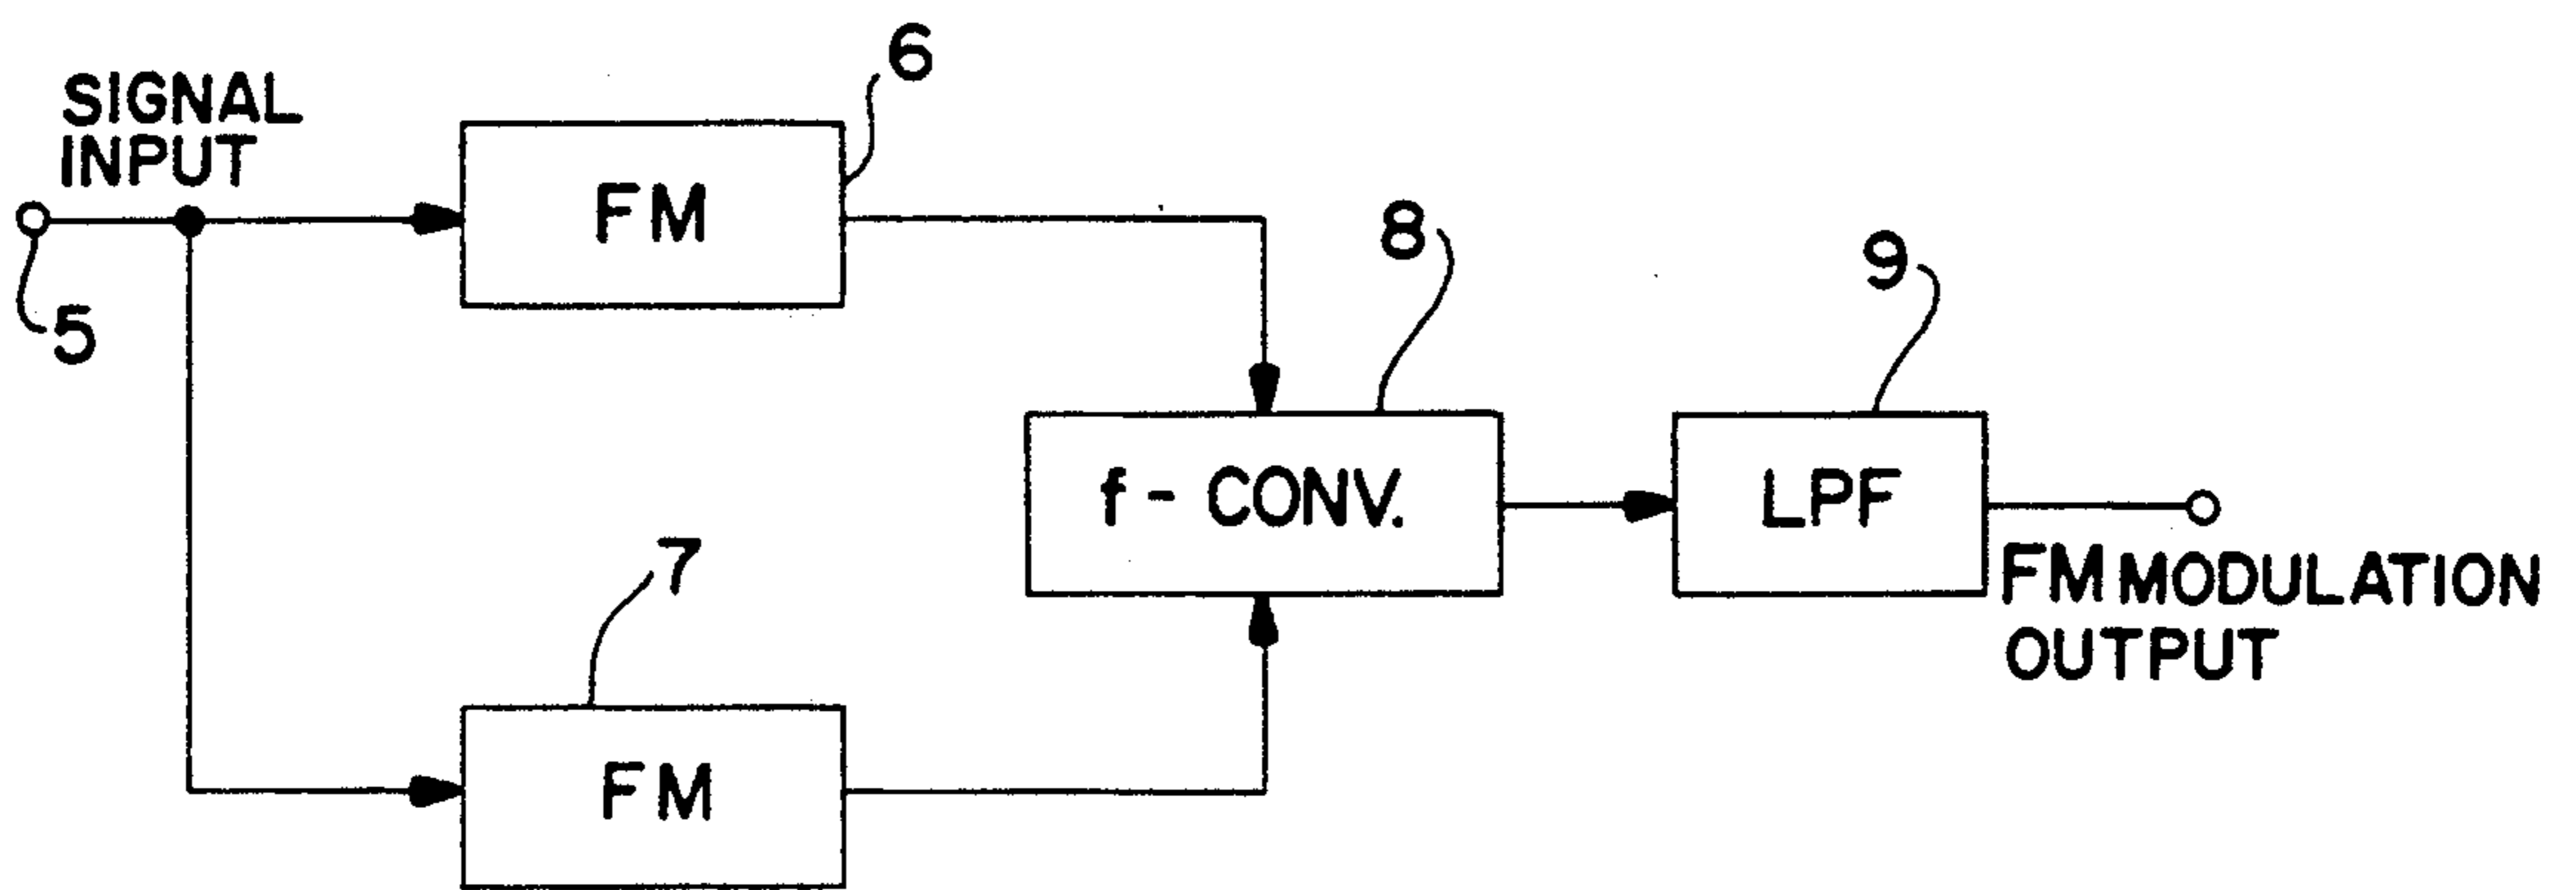 SIGNAL
INPUT
5
6
FM
7
FM
8
f - CONV.
9
LPF
FM MODULATION
OUTPUT